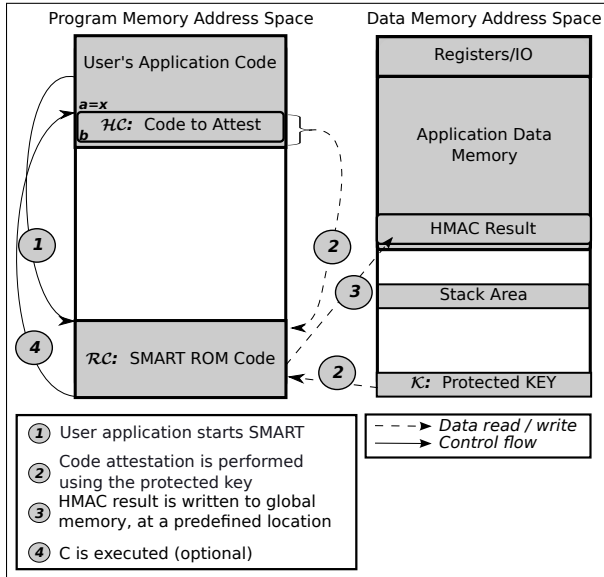 Program Memory Address Space
Data Memory Address Space
User's Application Code
a=x
HC: Code to Attest
b
Registers/IO
Application Data
Memory
HMAC Result
1
2
3
Stack Area
4
RC: SMART ROM Code
2
K: Protected KEY
1 User application starts SMART
2 Code attestation is performed
using the protected key
3 HMAC result is written to global
memory, at a predefined location
4 C is executed (optional)
Data read / write
Control flow